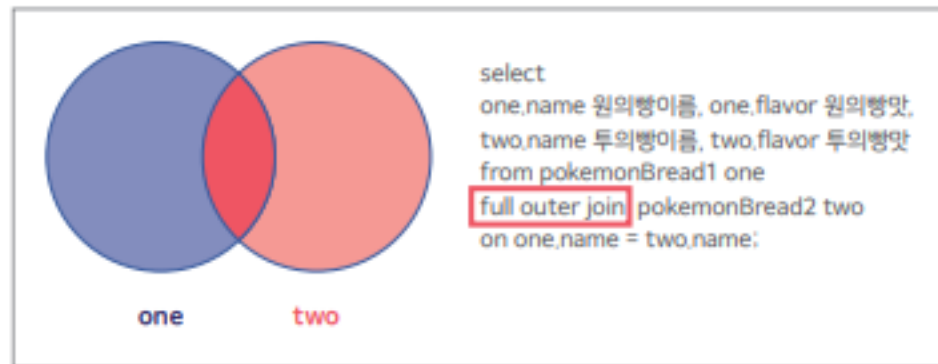 select
one.name 원의빵이름, one.flavor 원의빵맛,
two.name 투의빵이름, two.flavor 투의빵맛
from pokemonBread1 one
full outer join pokemonBread2 two
on one.name = two.name;
one
two